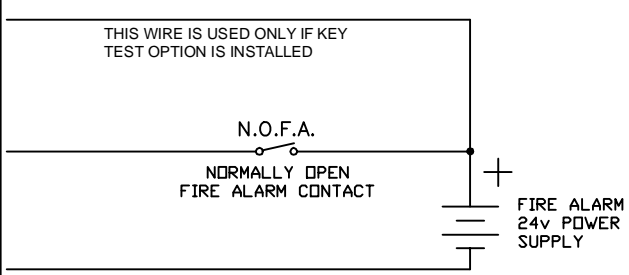 THIS WIRE IS USED ONLY IF KEY
TEST OPTION IS INSTALLED
N.O.F.A.
NORMALLY OPEN
FIRE ALARM CONTACT
+
FIRE ALARM
24v POWER
SUPPLY